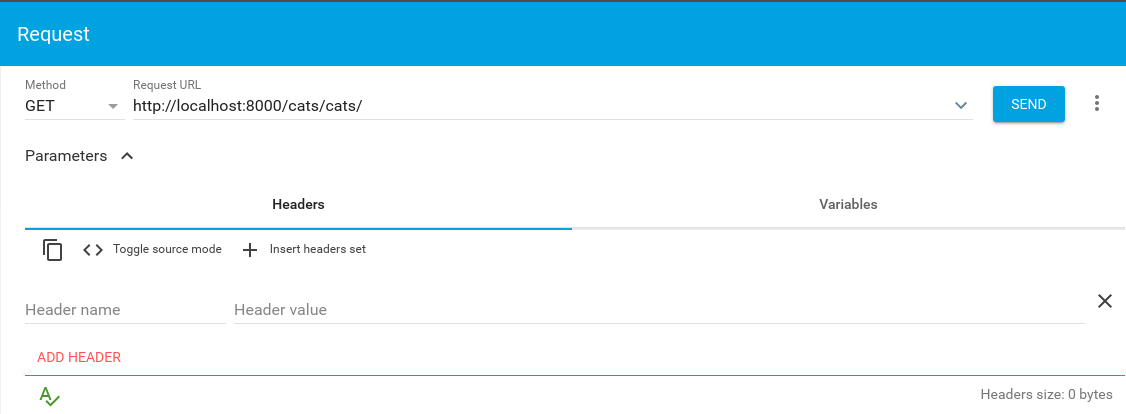 Request
Method
GET
Request URL
http://localhost:8000/cats/cats/
SEND
Parameters
Headers
Variables
Toggle source mode
Insert headers set
Header name
Header value
ADD HEADER
A
Headers size: 0 bytes